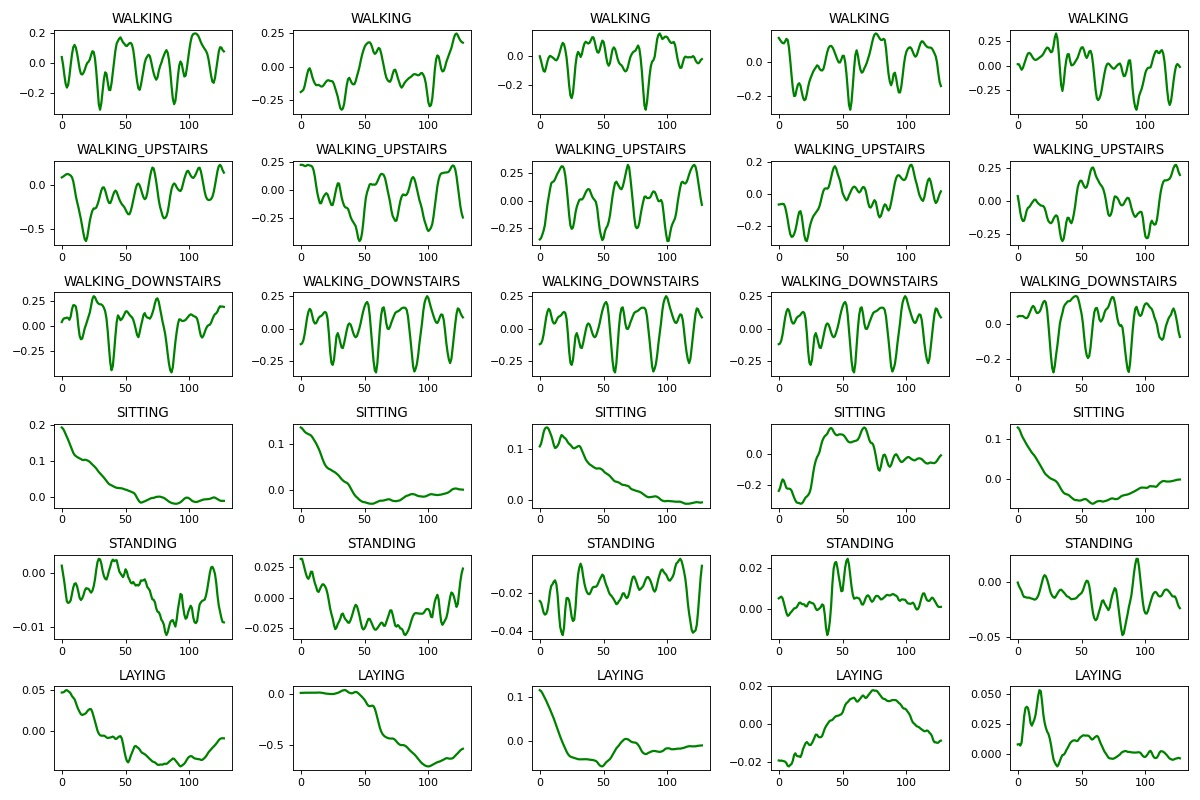 WALKING WALKING WALKING WALKING WALKING
0.2 0.25 0.0 0.0 0.25
0.0 0.00 −0.2 −0.2 0.00
−0.2 −0.25 −0.25
0 50 100 0 50 100 0 50 100 0 50 100 0 50 100
WALKING_UPSTAIRS WALKING_UPSTAIRS WALKING_UPSTAIRS WALKING_UPSTAIRS WALKING_UPSTAIRS
0.0 0.25 0.25 0.2 0.25
−0.5 0.00 0.00 0.0 0.00
−0.25 −0.25 −0.2 −0.25
0 50 100 0 50 100 0 50 100 0 50 100 0 50 100
WALKING_DOWNSTAIRS WALKING_DOWNSTAIRS WALKING_DOWNSTAIRS WALKING_DOWNSTAIRS WALKING_DOWNSTAIRS
0.25 0.25 0.25 0.25 0.0
0.00 0.00 0.00 0.00 −0.2
−0.25 −0.25 −0.25 −0.25
0 50 100 0 50 100 0 50 100 0 50 100 0 50 100
SITTING SITTING SITTING SITTING SITTING
0.2 0.1 0.1 0.0 0.1
0.1 0.0 0.0 −0.2 0.0
0.0
0 50 100 0 50 100 0 50 100 0 50 100 0 50 100
STANDING STANDING STANDING STANDING STANDING
0.00 0.025 −0.02 0.02 0.00
−0.01 0.000 −0.04 0.00 −0.05
−0.025
0 50 100 0 50 100 0 50 100 0 50 100 0 50 100
LAYING LAYING LAYING LAYING LAYING
0.05 0.0 0.1 0.02 0.050
0.00 −0.5 0.0 0.00 0.025
−0.02 0.000
0 50 100 0 50 100 0 50 100 0 50 100 0 50 100